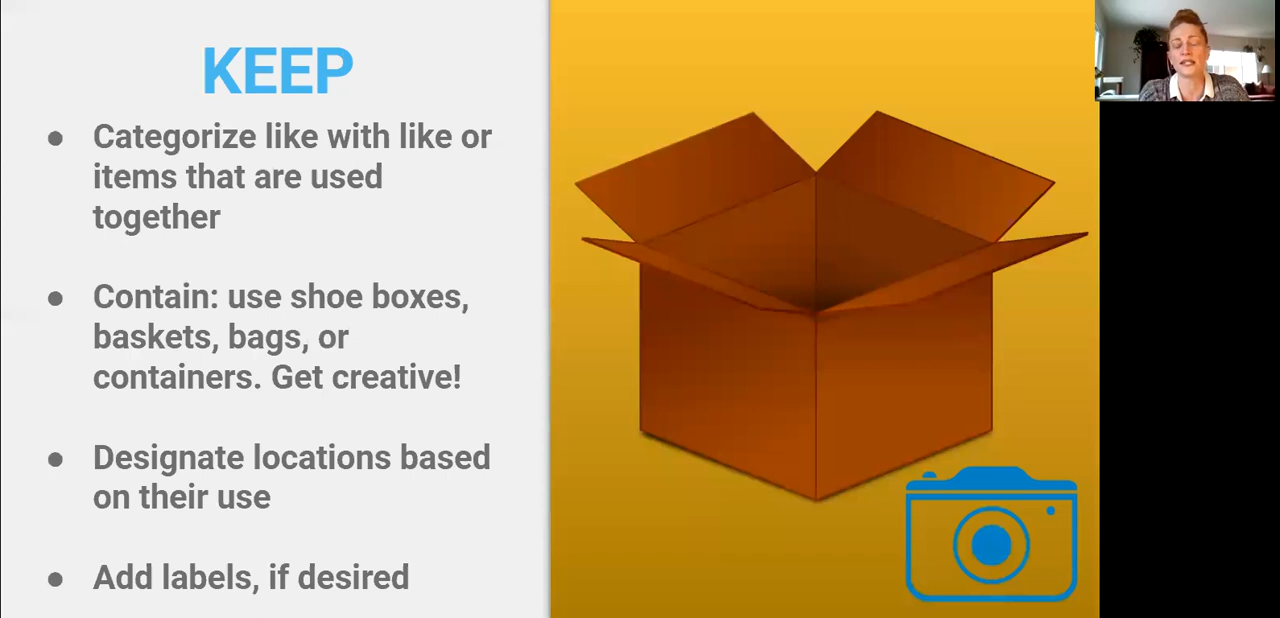 KEEP
● Categorize like with like or
items that are used
together
● Contain: use shoe boxes,
baskets, bags, or
containers. Get creative!
● Designate locations based
on their use
● Add labels, if desired